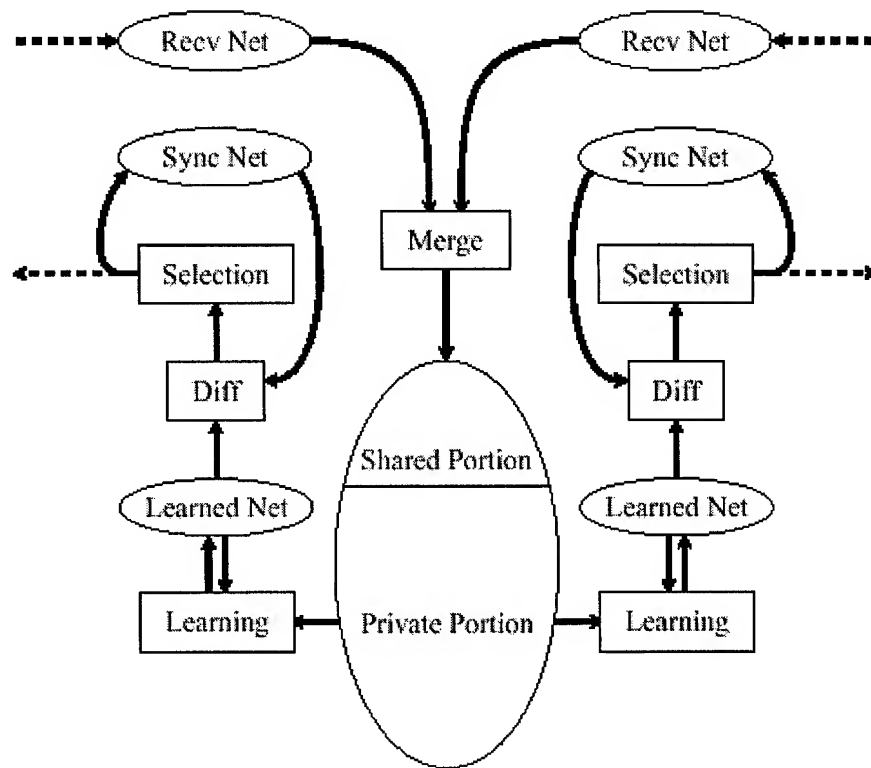 Recv Net
Recv Net
Sync Net
Sync Net
Merge
Selection
Selection
Diff
Diff
Shared Portion
Learned Net
Learned Net
Learning
Private Portion
Learning